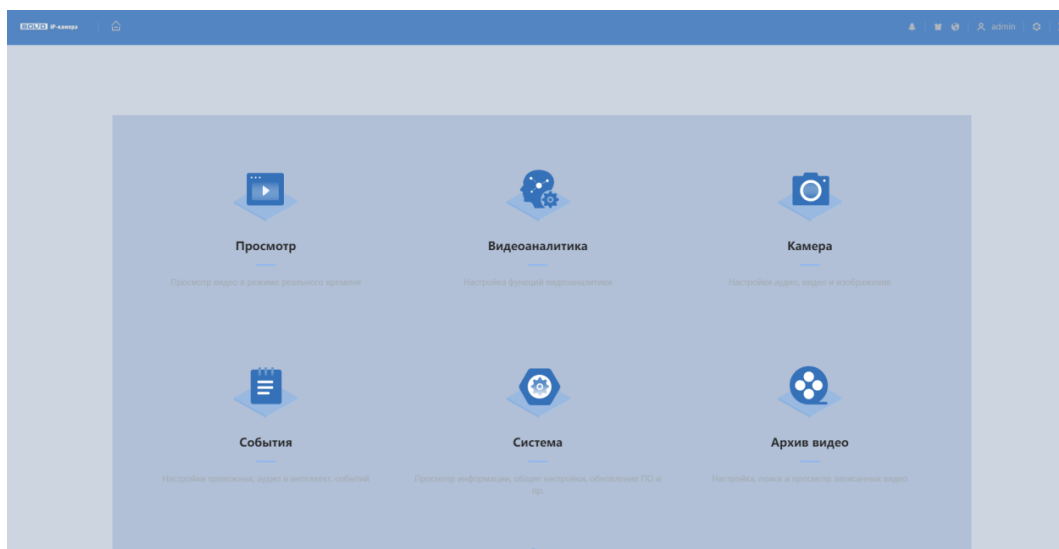 BOLID IP-камера
admin
Просмотр
Видеоаналитика
Камера
Просмотр видео в режиме реального времени
Настройка функций видеоаналитики
Настройки аудио, видео и изображения
События
Система
Архив видео
Настройки тревожных, аудио и интеллект. событий
Просмотр информации, общие настройки, обновление ПО и
др.
Настройка, поиск и просмотр записанных видео